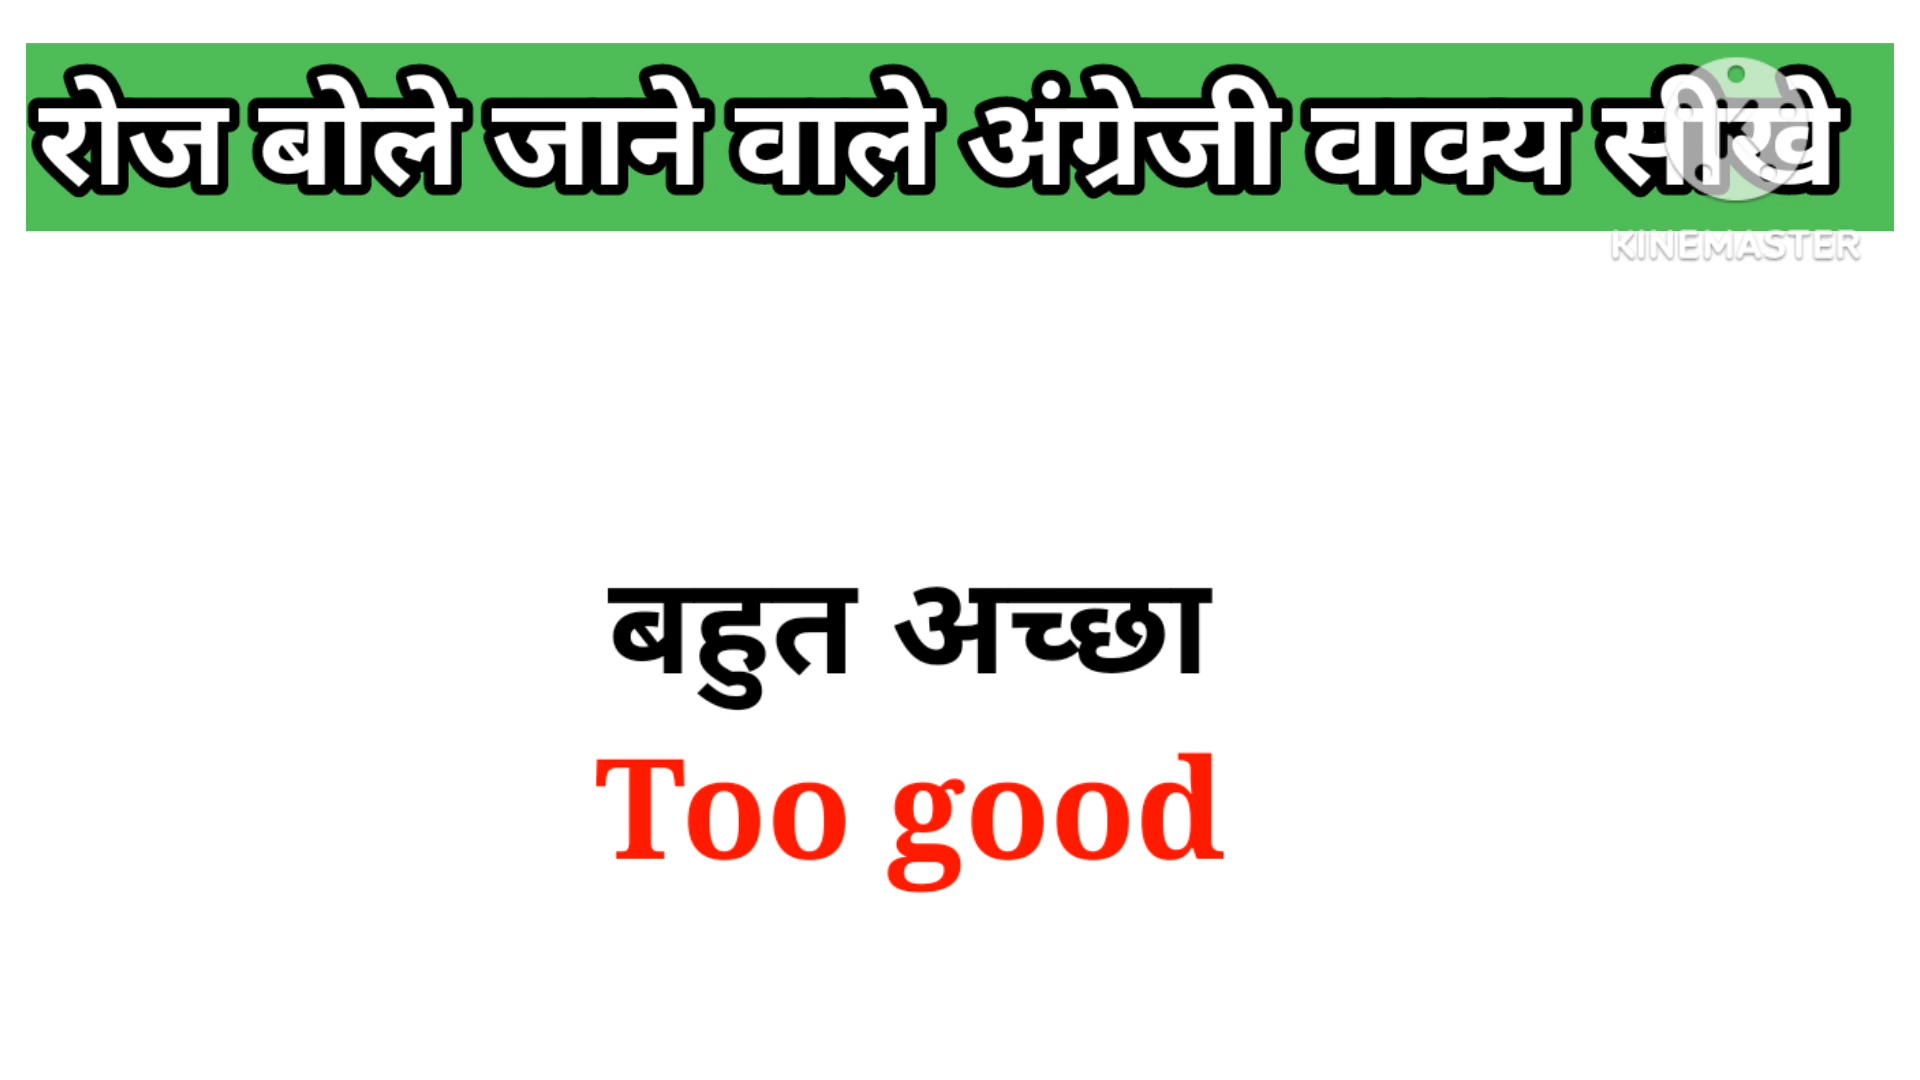 रोज बोले जाने वाले अंग्रेजी वाक्य सीखे
KINEMASTER
बहुत अच्छा
Too good